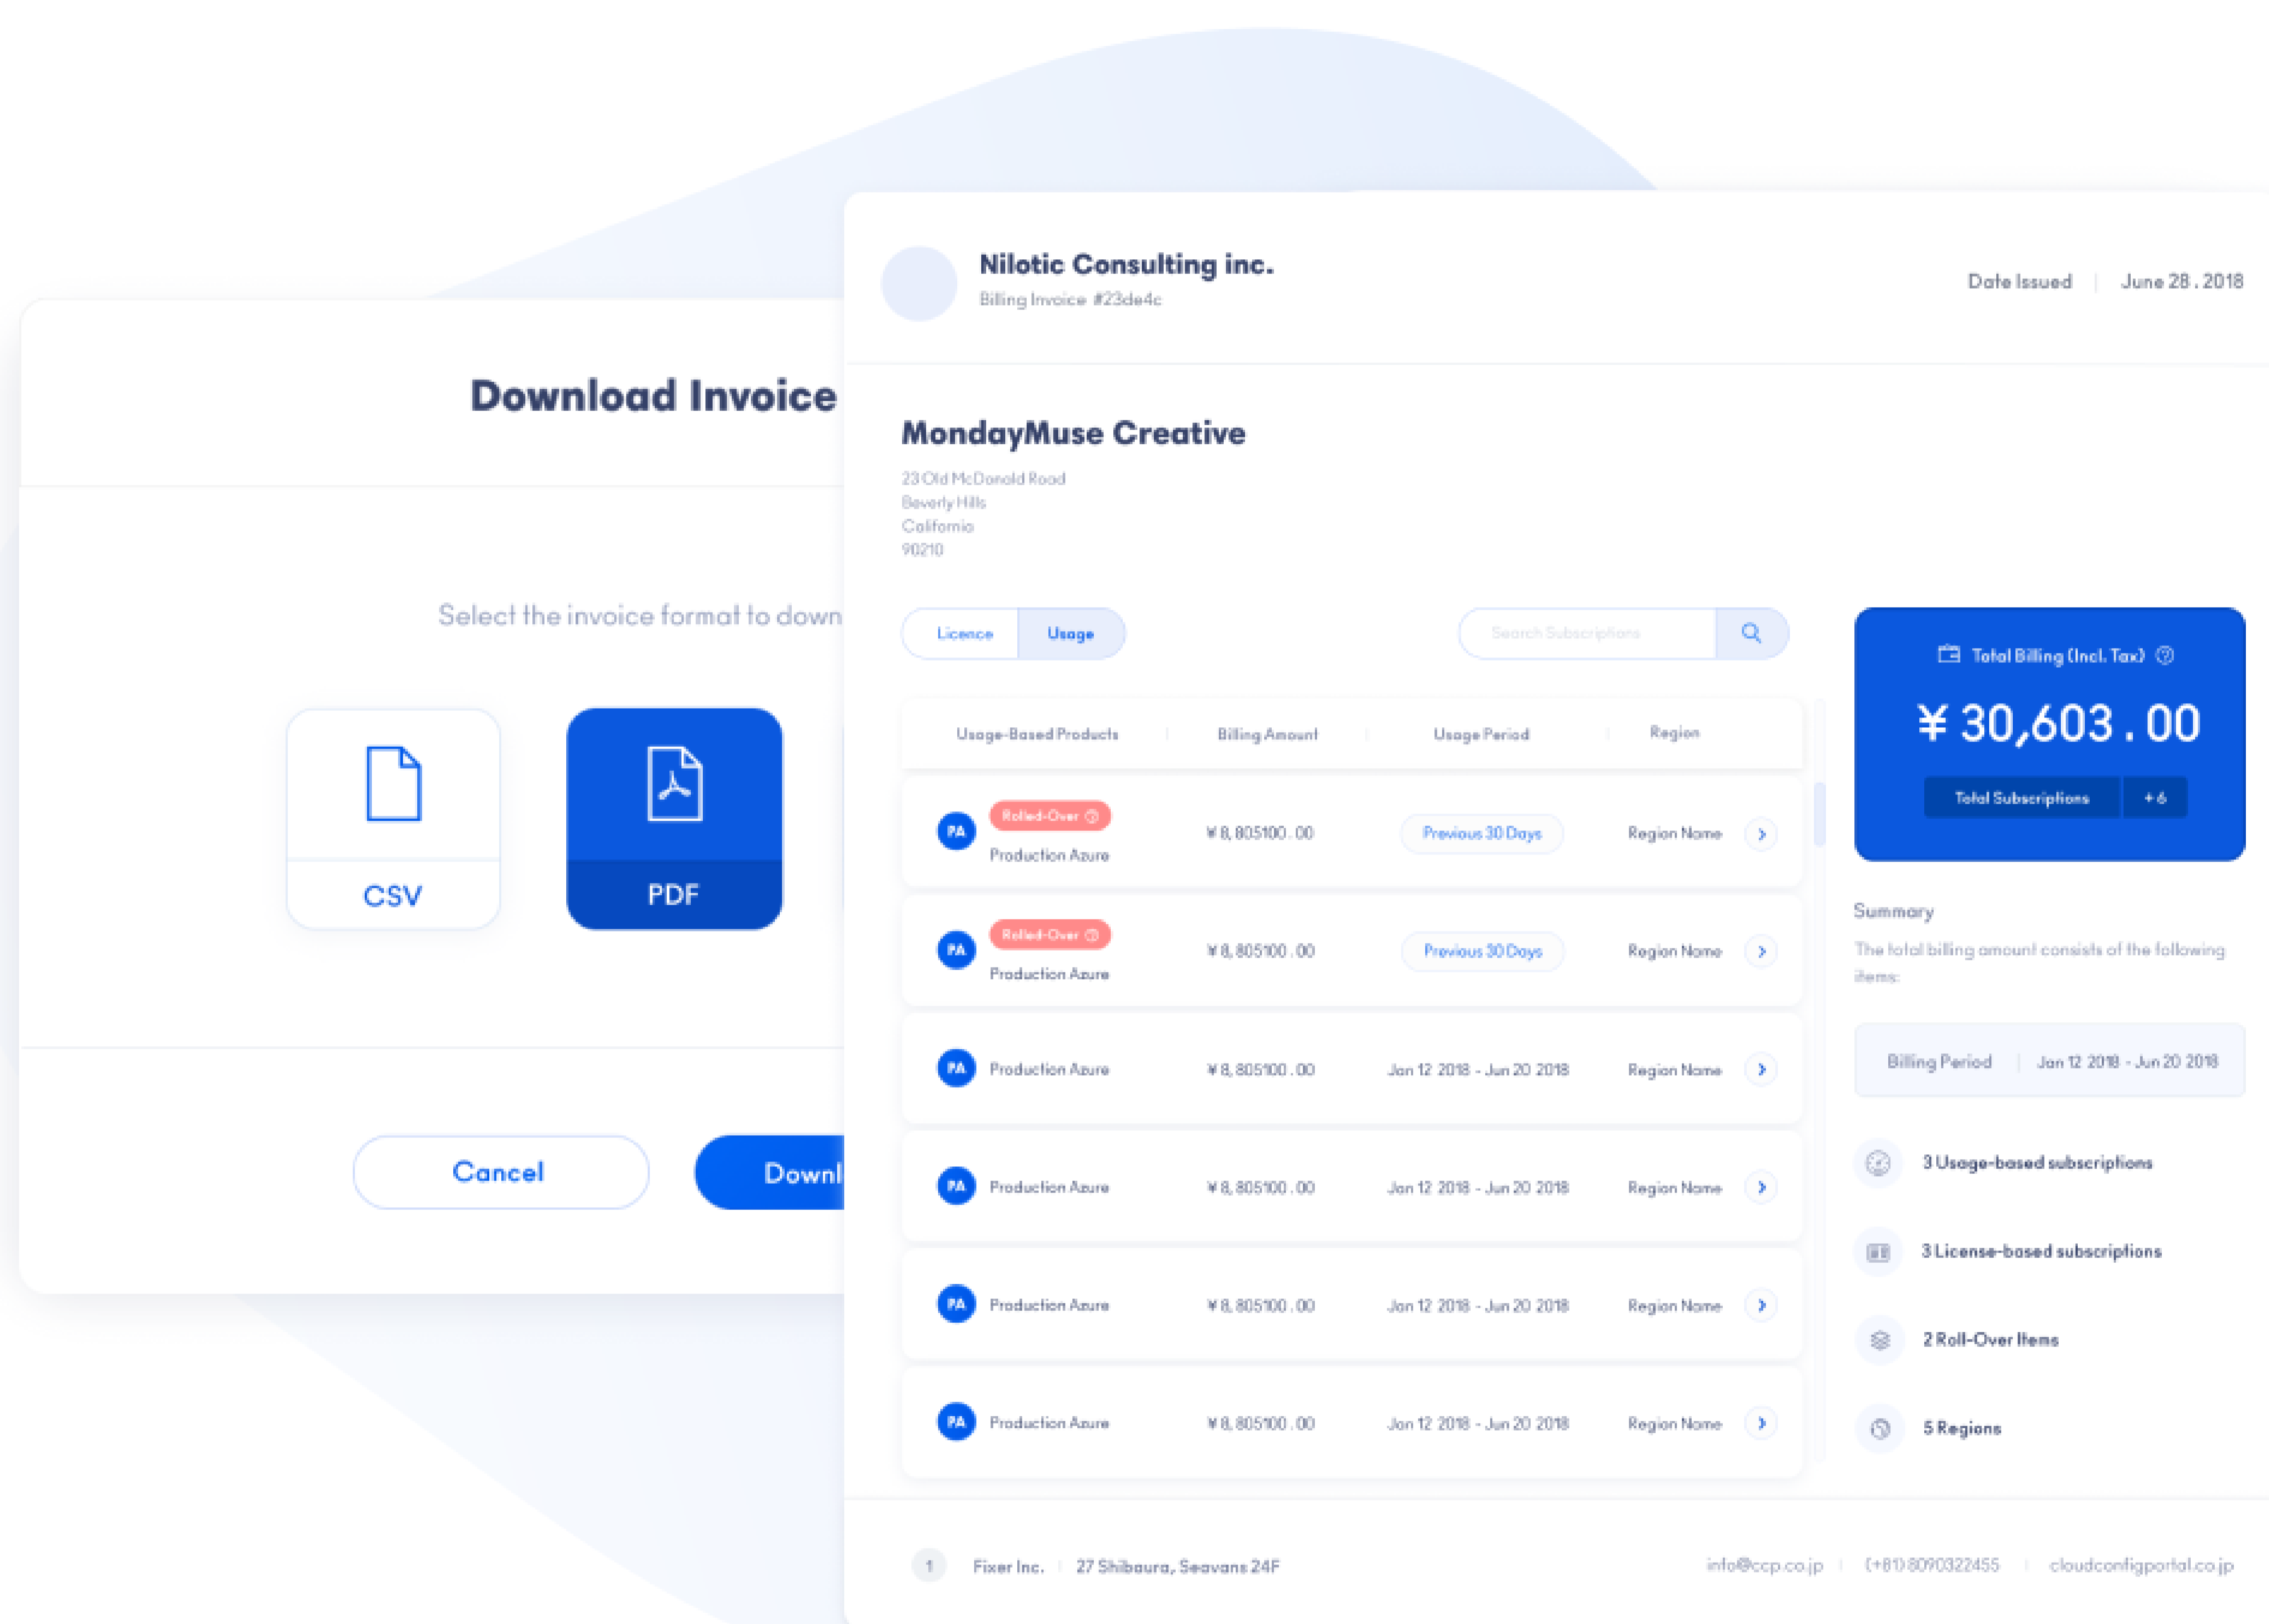 Download Invoice
Select the invoice format to down
CSV
PDF
Cancel
Downl
Nilotic Consulting inc.
Billing Invoice #23de4c
Date Issued
June 28 . 2018
MondayMuse Creative
23 Old McDonald Road
Beverly Hills
California
90210
Licence
Usage
Search Subscriptions
Usage-Based Products
Billing Amount
Usage Period
Region
PA
Rolled-Over
Production Azure
¥ 8, 805100 . 00
Previous 30 Days
Region Name
PA
Rolled-Over
Production Azure
¥ 8, 805100 . 00
Previous 30 Days
Region Name
PA
Production Azure
¥ 8, 805100 . 00
Jan 12 2018 - Jun 20 2018
Region Name
PA
Production Azure
¥ 8, 805100 . 00
Jan 12 2018 - Jun 20 2018
Region Name
PA
Production Azure
¥ 8, 805100 . 00
Jan 12 2018 - Jun 20 2018
Region Name
PA
Production Azure
¥ 8, 805100 . 00
Jan 12 2018 - Jun 20 2018
Region Name
Total Billing (Incl. Tax)
¥ 30,603 . 00
Total Subscriptions
+ 6
Summary
The total billing amount consists of the following
items:
Billing Period
Jan 12 2018 - Jun 20 2018
3 Usage-based subscriptions
3 License-based subscriptions
2 Roll-Over Items
5 Regions
1
Fixer Inc.
27 Shibaura, Seavans 24F
info@ccp.co.jp
(+81) 8090322455
cloudconfigportal.co.jp